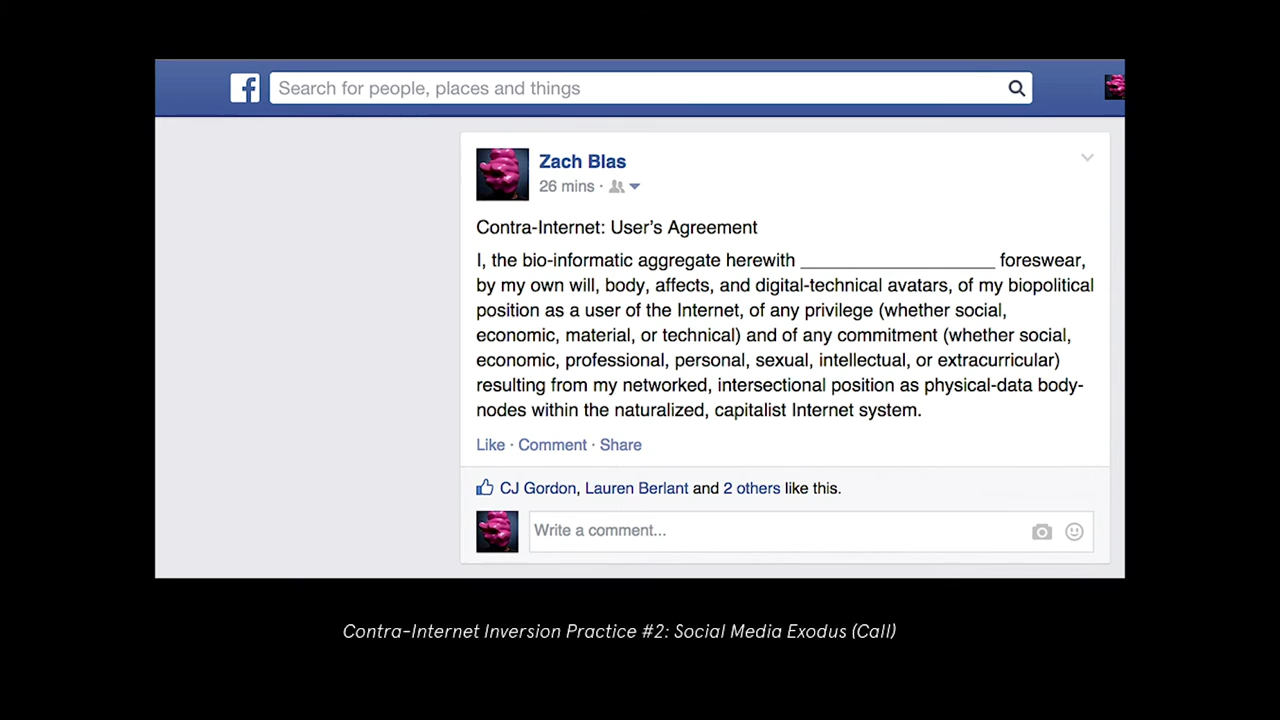 Search for people, places and things
Zach Blas
26 mins ·
Contra-Internet: User's Agreement
I, the bio-informatic aggregate herewith _____________________ foreswear,
by my own will, body, affects, and digital-technical avatars, of my biopolitical
position as a user of the Internet, of any privilege (whether social,
economic, material, or technical) and of any commitment (whether social,
economic, professional, personal, sexual, intellectual, or extracurricular)
resulting from my networked, intersectional position as physical-data body-
nodes within the naturalized, capitalist Internet system.
Like · Comment · Share
CJ Gordon, Lauren Berlant and 2 others like this.
Write a comment...
Contra-Internet Inversion Practice #2: Social Media Exodus (Call)